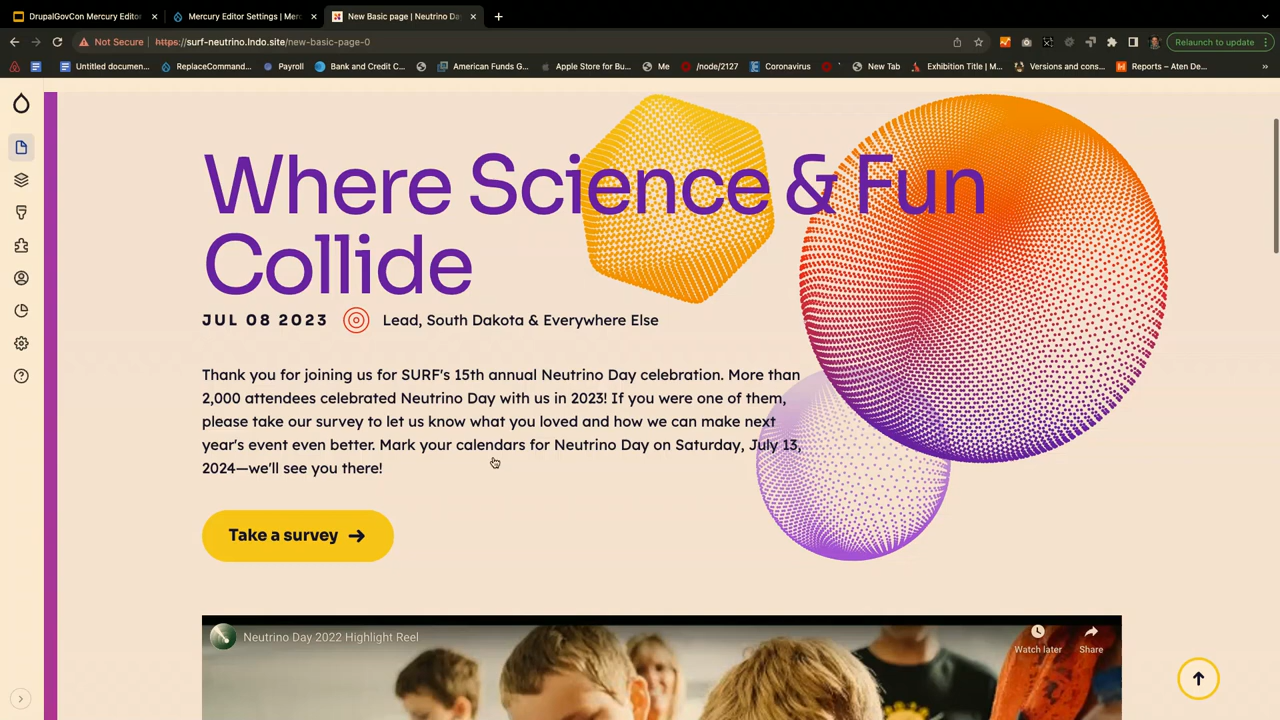 DrupalGovCon Mercury Edito
Mercury Editor Settings | Merc
New Basic page | Neutrino Da
Not Secure
https://surf-neutrino.lndo.site/new-basic-page-0
Relaunch to update
Untitled documen...
ReplaceCommand...
Payroll
Bank and Credit C...
American Funds G...
Apple Store for Bu...
Me
/node/2127
Coronavirus
New Tab
Exhibition Title | M...
Versions and cons...
Reports – Aten De...
Where Science & Fun
Collide
JUL 08 2023
Lead, South Dakota & Everywhere Else
Thank you for joining us for SURF's 15th annual Neutrino Day celebration. More than
2,000 attendees celebrated Neutrino Day with us in 2023! If you were one of them,
please take our survey to let us know what you loved and how we can make next
year's event even better. Mark your calendars for Neutrino Day on Saturday, July 13,
2024—we'll see you there!
Take a survey
Neutrino Day 2022 Highlight Reel
Watch later
Share